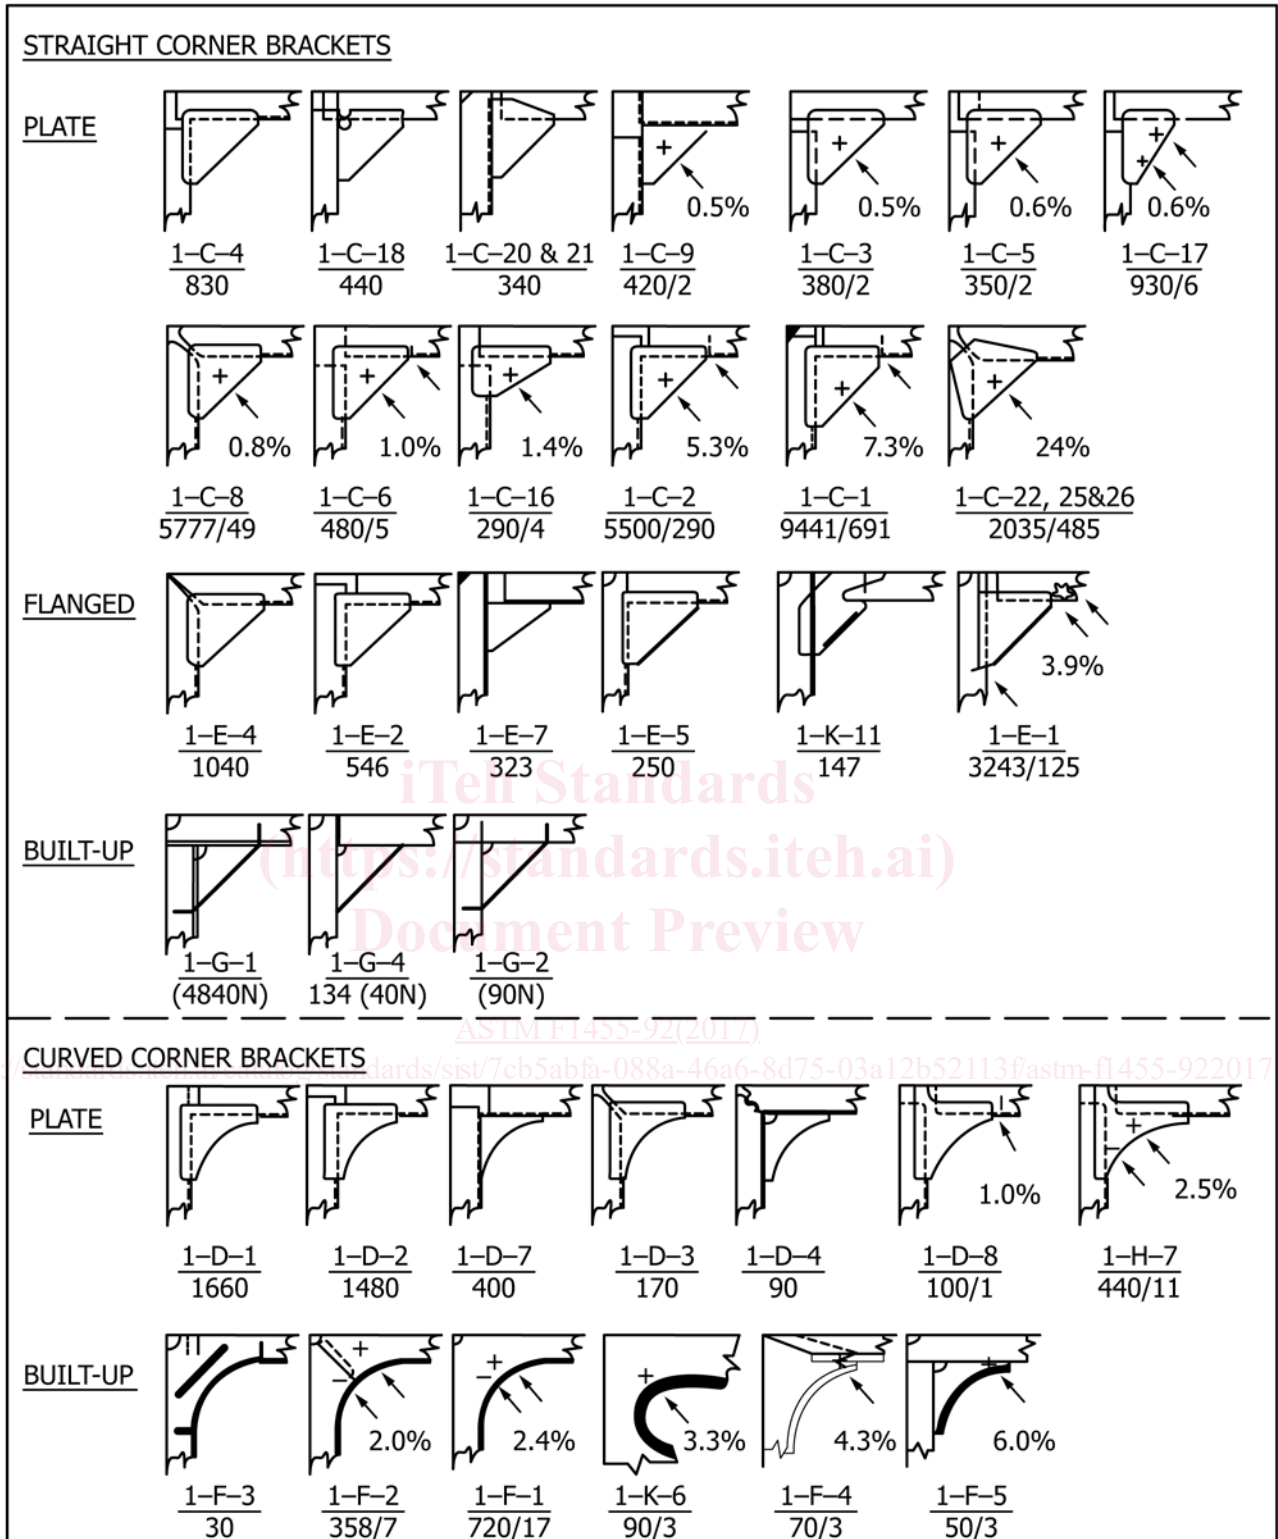 STRAIGHT CORNER BRACKETS
PLATE
0.5% 0.5% 0.6% 0.6%
1–C–4 1–C–18 1–C–20 & 21 1–C–9 1–C–3 1–C–5 1–C–17
830 440 340 420/2 380/2 350/2 930/6
0.8% 1.0% 1.4% 5.3% 7.3% 24%
1–C–8 1–C–6 1–C–16 1–C–2 1–C–1 1–C–22, 25&26
5777/49 480/5 290/4 5500/290 9441/691 2035/485
FLANGED
3.9%
1–E–4 1–E–2 1–E–7 1–E–5 1–K–11 1–E–1
1040 546 323 250 147 3243/125
iTeh Standards
(https://standards.iteh.ai)
Document Preview
BUILT-UP
1–G–1 1–G–4 1–G–2
(4840N) 134 (40N) (90N)
ASTM F1455-92(2017)
CURVED CORNER BRACKETS
/sist/7cb5abfa-088a-46a6-8d75-03a12b52113f/astm-f1455-922017
PLATE
1.0% 2.5%
1–D–1 1–D–2 1–D–7 1–D–3 1–D–4 1–D–8 1–H–7
1660 1480 400 170 90 100/1 440/11
BUILT-UP
2.0% 2.4% 3.3% 4.3% 6.0%
1–F–3 1–F–2 1–F–1 1–K–6 1–F–4 1–F–5
30 358/7 720/17 90/3 70/3 50/3